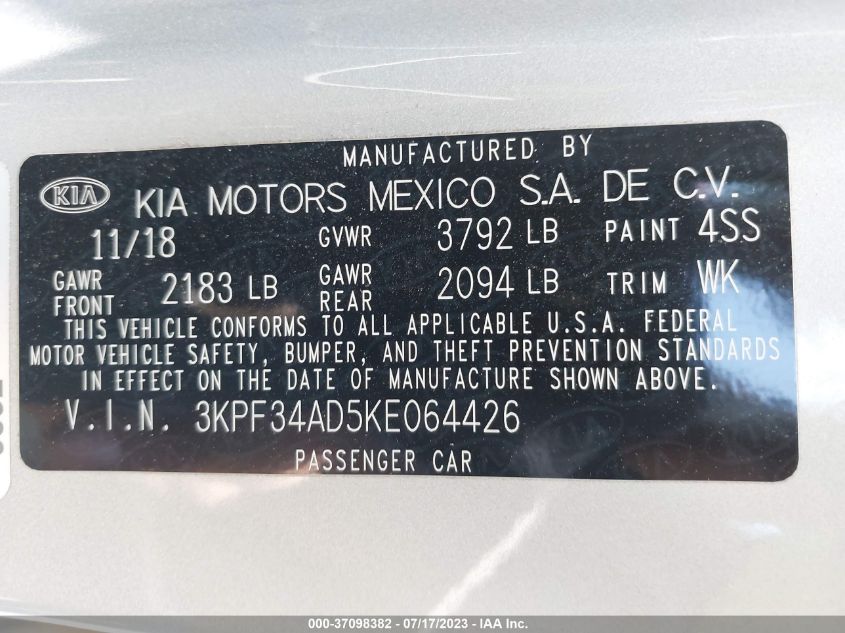 MANUFACTURED BY
KIA KIA MOTORS MEXICO S.A. DE C.V.
11/18 GVWR 3792 LB PAINT 4SS
GAWR FRONT 2183 LB GAWR REAR 2094 LB TRIM WK
THIS VEHICLE CONFORMS TO ALL APPLICABLE U.S.A. FEDERAL
MOTOR VEHICLE SAFETY, BUMPER, AND THEFT PREVENTION STANDARDS
IN EFFECT ON THE DATE OF MANUFACTURE SHOWN ABOVE.
V.I.N. 3KPF34AD5KE064426
PASSENGER CAR
000-37098382 / 07/17/2023 - IAA Inc.